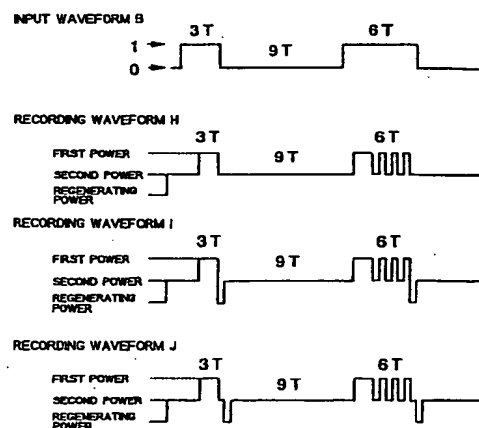 INPUT WAVEFORM B
3T
9T
6T
1
0
RECORDING WAVEFORM H
3T
9T
6T
FIRST POWER
SECOND POWER
REGENERATING
POWER
RECORDING WAVEFORM I
3T
9T
6T
FIRST POWER
SECOND POWER
REGENERATING
POWER
RECORDING WAVEFORM J
3T
9T
6T
FIRST POWER
SECOND POWER
REGENERATING
POWER